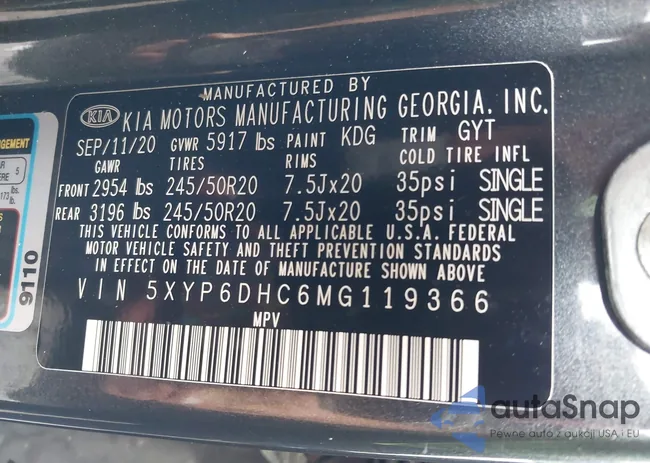 MANUFACTURED BY
KIA KIA MOTORS MANUFACTURING GEORGIA, INC.
SEP/11/20 GVWR 5917 lbs PAINT KDG TRIM GYT
GAWR TIRES RIMS COLD TIRE INFL
FRONT 2954 lbs 245/50R20 7.5Jx20 35psi SINGLE
REAR 3196 lbs 245/50R20 7.5Jx20 35psi SINGLE
THIS VEHICLE CONFORMS TO ALL APPLICABLE U.S.A. FEDERAL
MOTOR VEHICLE SAFETY AND THEFT PREVENTION STANDARDS
IN EFFECT ON THE DATE OF MANUFACTURE SHOWN ABOVE
VIN 5XYP6DHC6MG119366
MPV
9110
5
autoSnap
Pewne auto z aukcji USA i EU